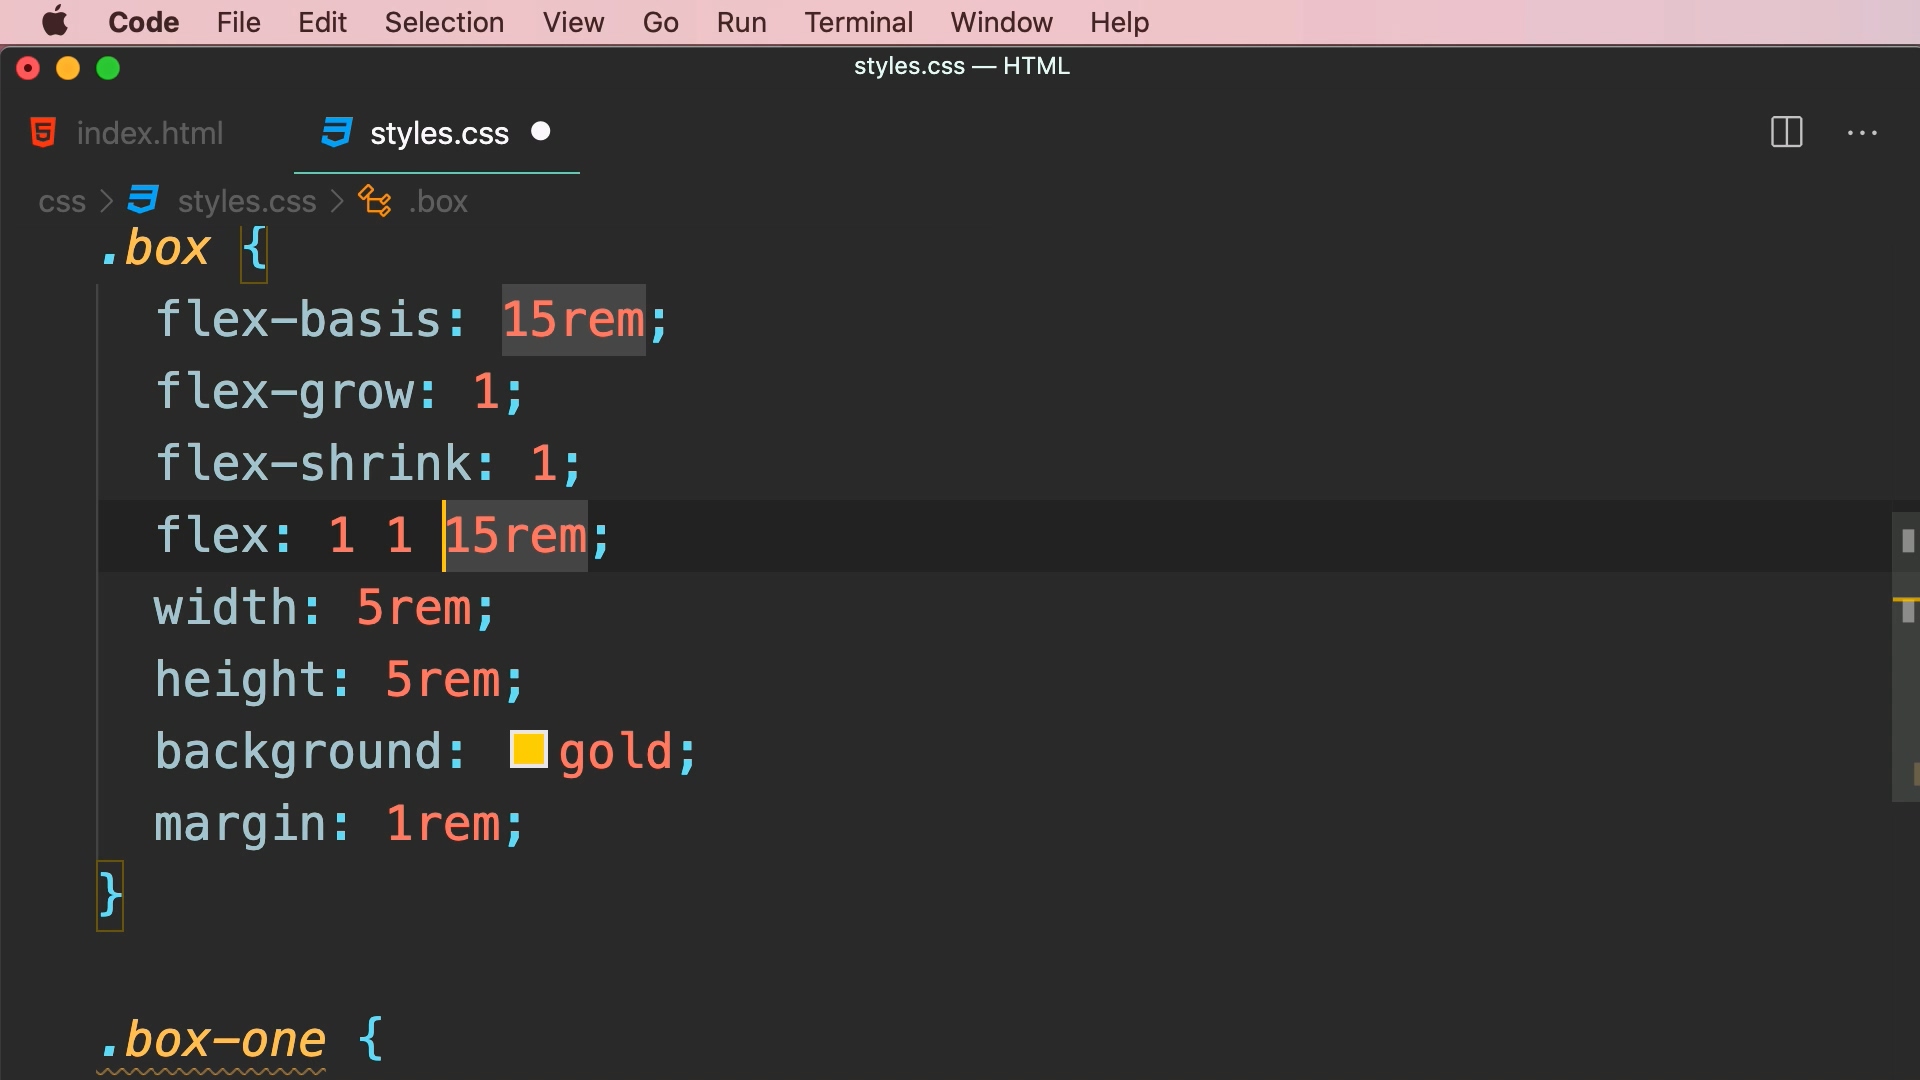 Code File Edit Selection View Go Run Terminal Window Help
styles.css — HTML
index.html styles.css
css > styles.css > .box
.box {
flex-basis: 15rem;
flex-grow: 1;
flex-shrink: 1;
flex: 1 1 15rem;
width: 5rem;
height: 5rem;
background: gold;
margin: 1rem;
}
.box-one {